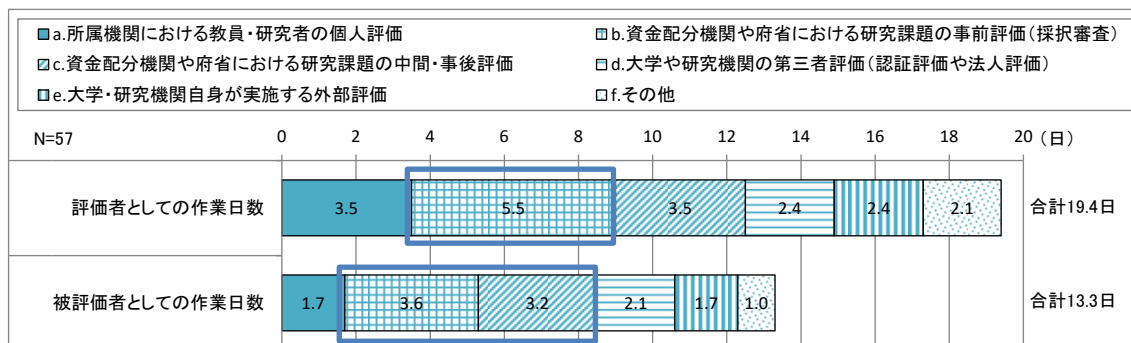 a.所属機関における教員・研究者の個人評価
b.資金配分機関や府省における研究課題の事前評価(採択審査)
c.資金配分機関や府省における研究課題の中間・事後評価
d.大学や研究機関の第三者評価(認証評価や法人評価)
e.大学・研究機関自身が実施する外部評価
f.その他
N=57
0 2 4 6 8 10 12 14 16 18 20 (日)
評価者としての作業日数 3.5 5.5 3.5 2.4 2.4 2.1 合計19.4日
被評価者としての作業日数 1.7 3.6 3.2 2.1 1.7 1.0 合計13.3日